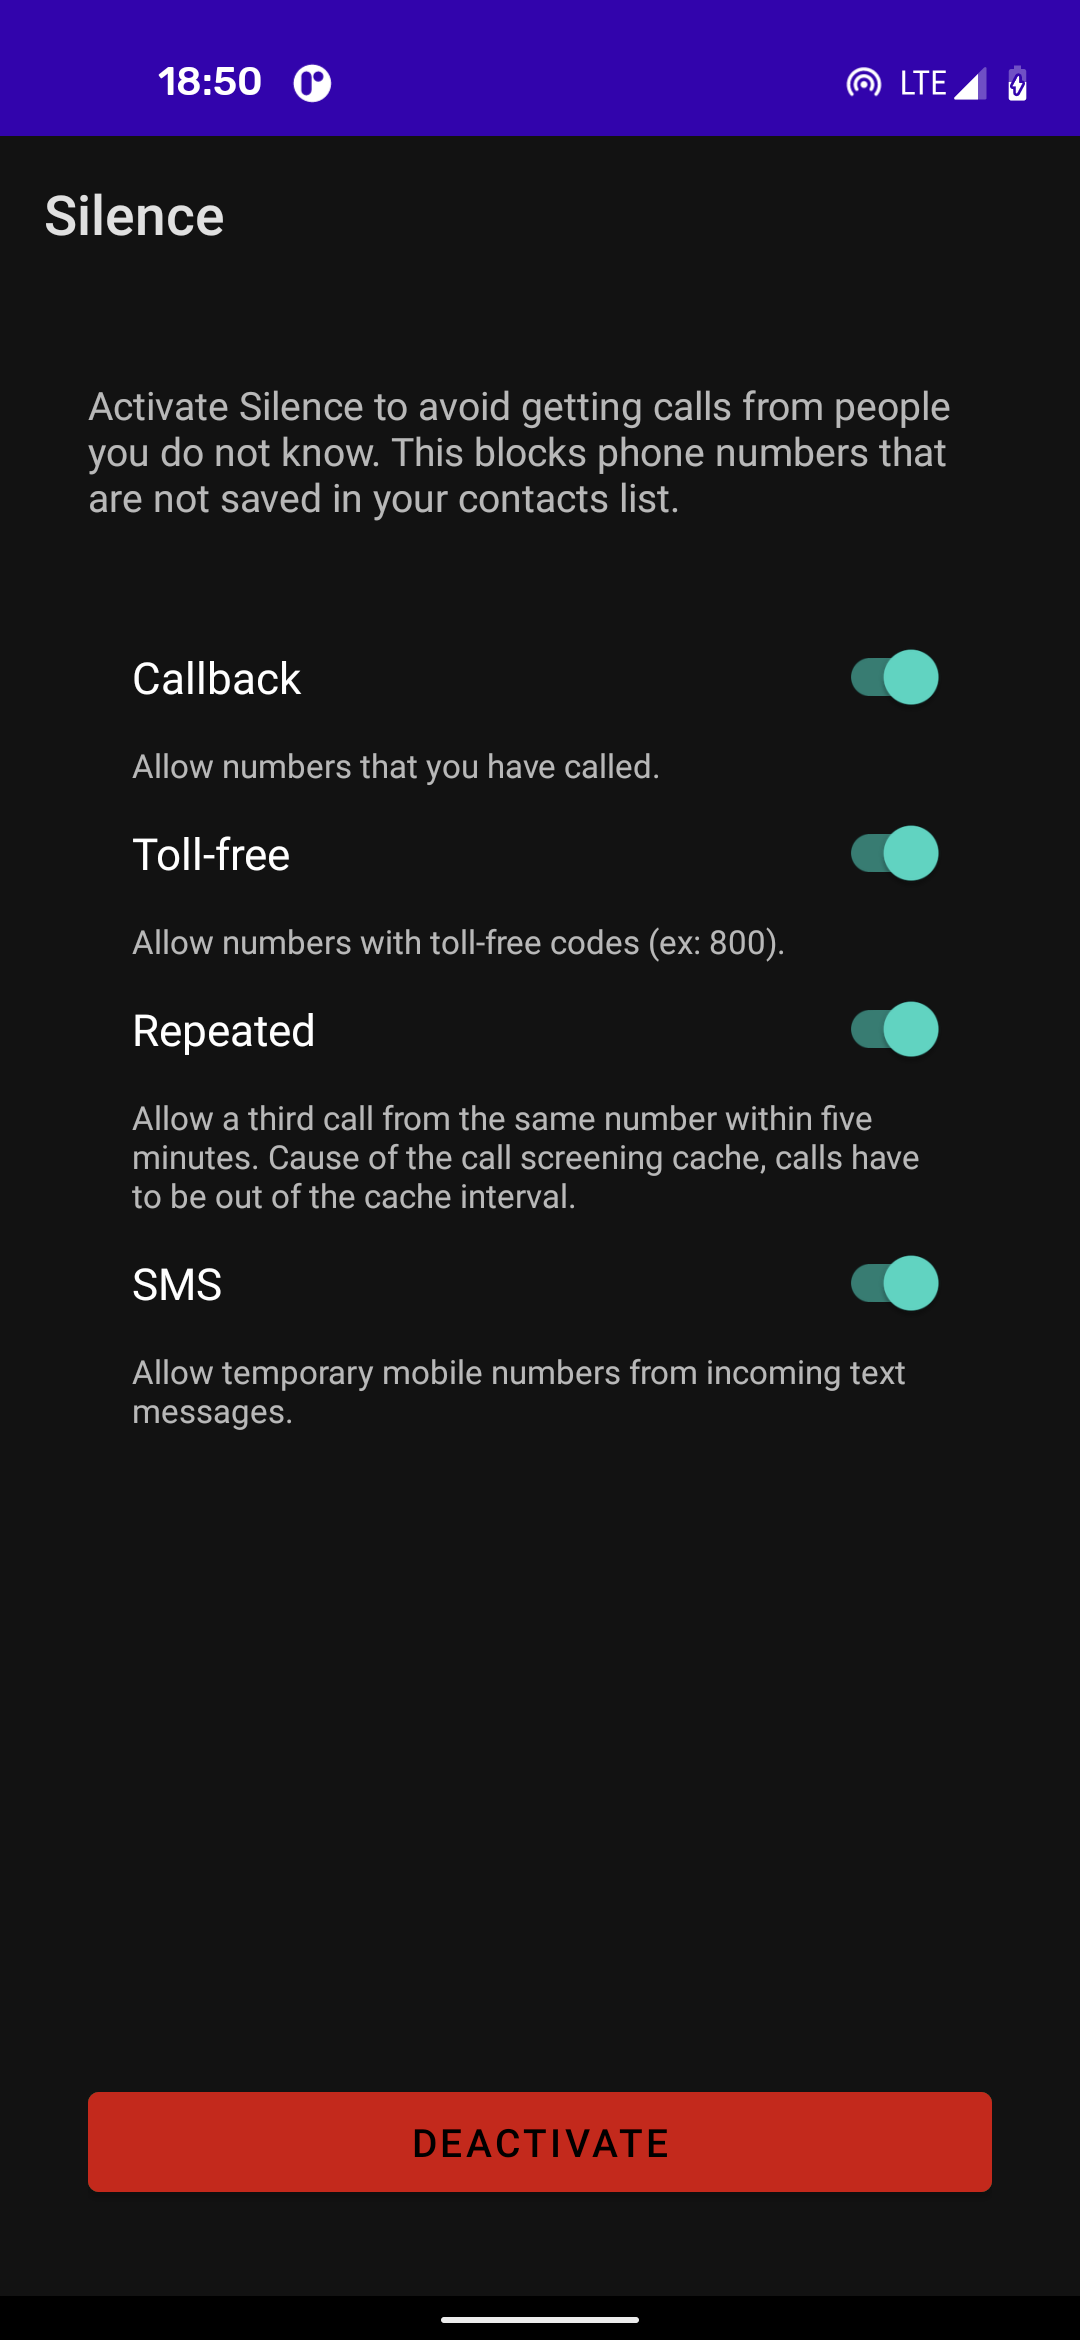 18:50
LTE
Silence
Activate Silence to avoid getting calls from people
you do not know. This blocks phone numbers that
are not saved in your contacts list.
Callback
Allow numbers that you have called.
Toll-free
Allow numbers with toll-free codes (ex: 800).
Repeated
Allow a third call from the same number within five
minutes. Cause of the call screening cache, calls have
to be out of the cache interval.
SMS
Allow temporary mobile numbers from incoming text
messages.
DEACTIVATE